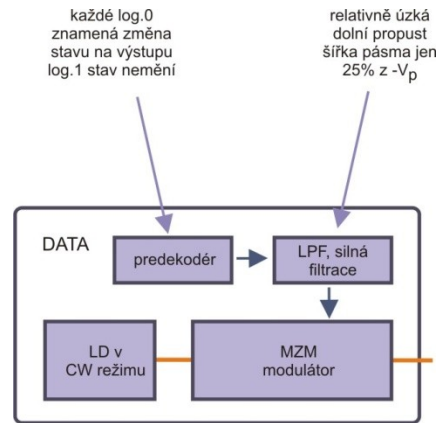 každé log.0
znamená změna
stavu na výstupu
log.1 stav nemění
relativně úzká
dolní propust
šířka pásma jen
25% z -Vp
DATA
predekodér
LPF, silná
filtrace
LD v
CW režimu
MZM
modulátor